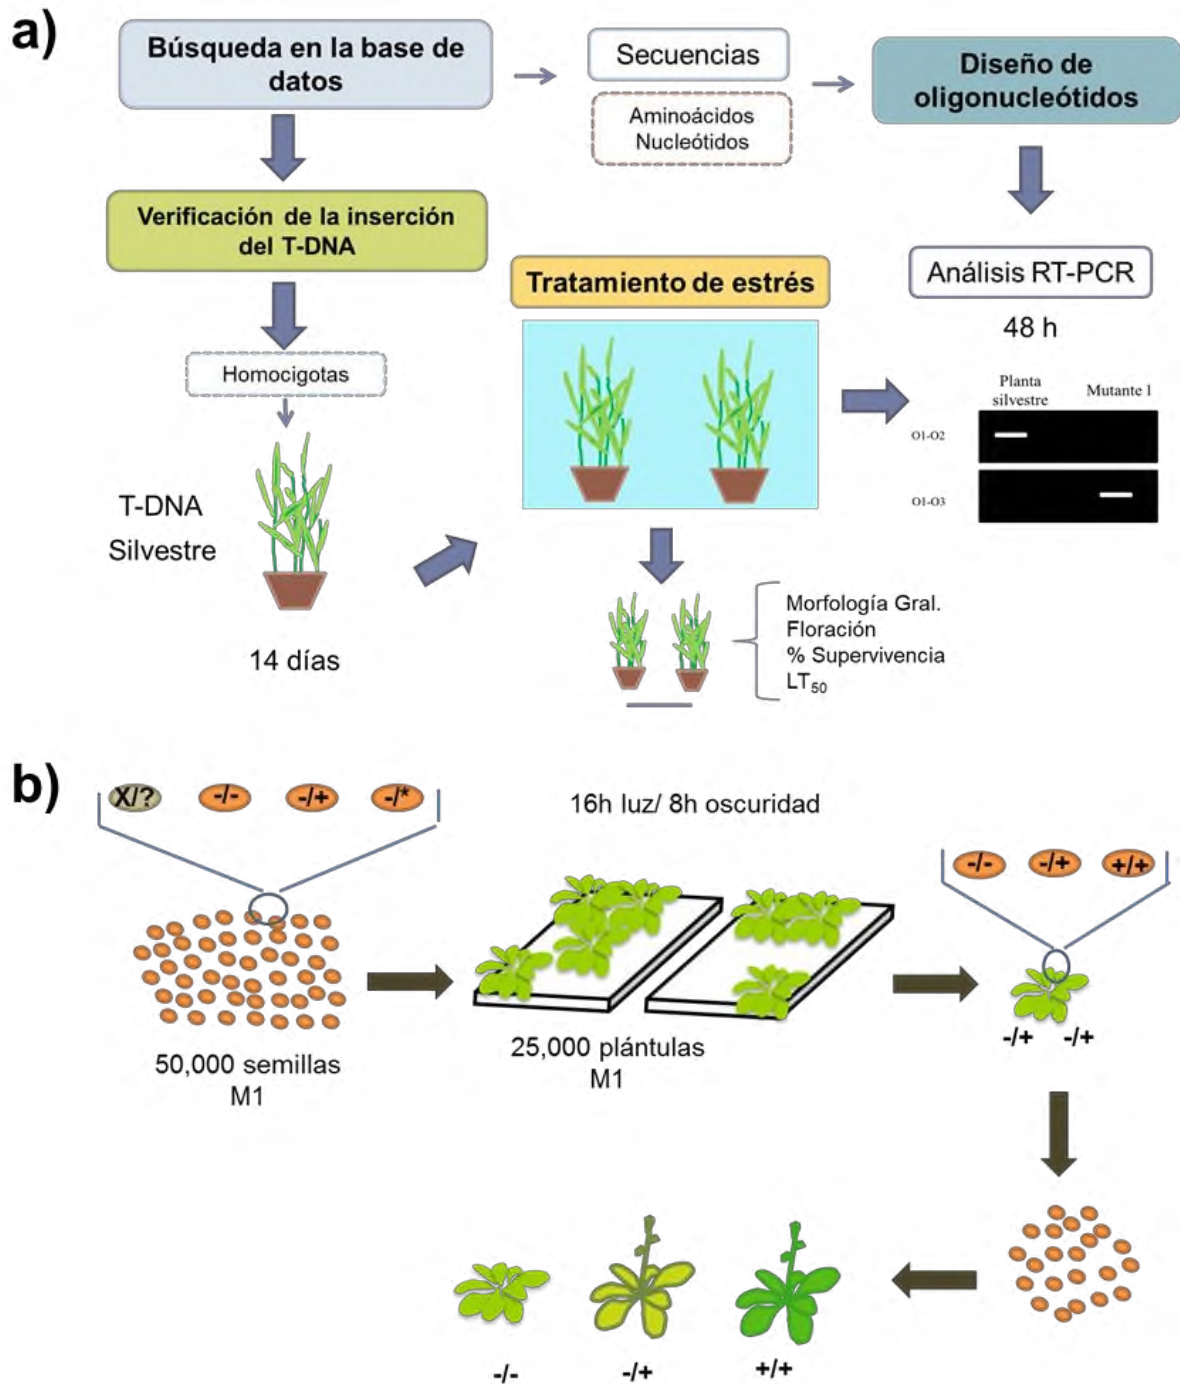 a)
Búsqueda en la base de
datos
Secuencias
Aminoácidos
Nucleótidos
Diseño de
oligonucleótidos
Verificación de la inserción
del T-DNA
Homocigotas
T-DNA
Silvestre
14 días
Tratamiento de estrés
Análisis RT-PCR
48 h
Planta
silvestre
Mutante 1
O1-O2
O1-O3
Morfología Gral.
Floración
% Supervivencia
LT50
b)
X/?
-/-
-/+
-/*
50,000 semillas
M1
16h luz/ 8h oscuridad
25,000 plántulas
M1
-/-
-/+
+/+
-/+ -/+
-/-
-/+
+/+